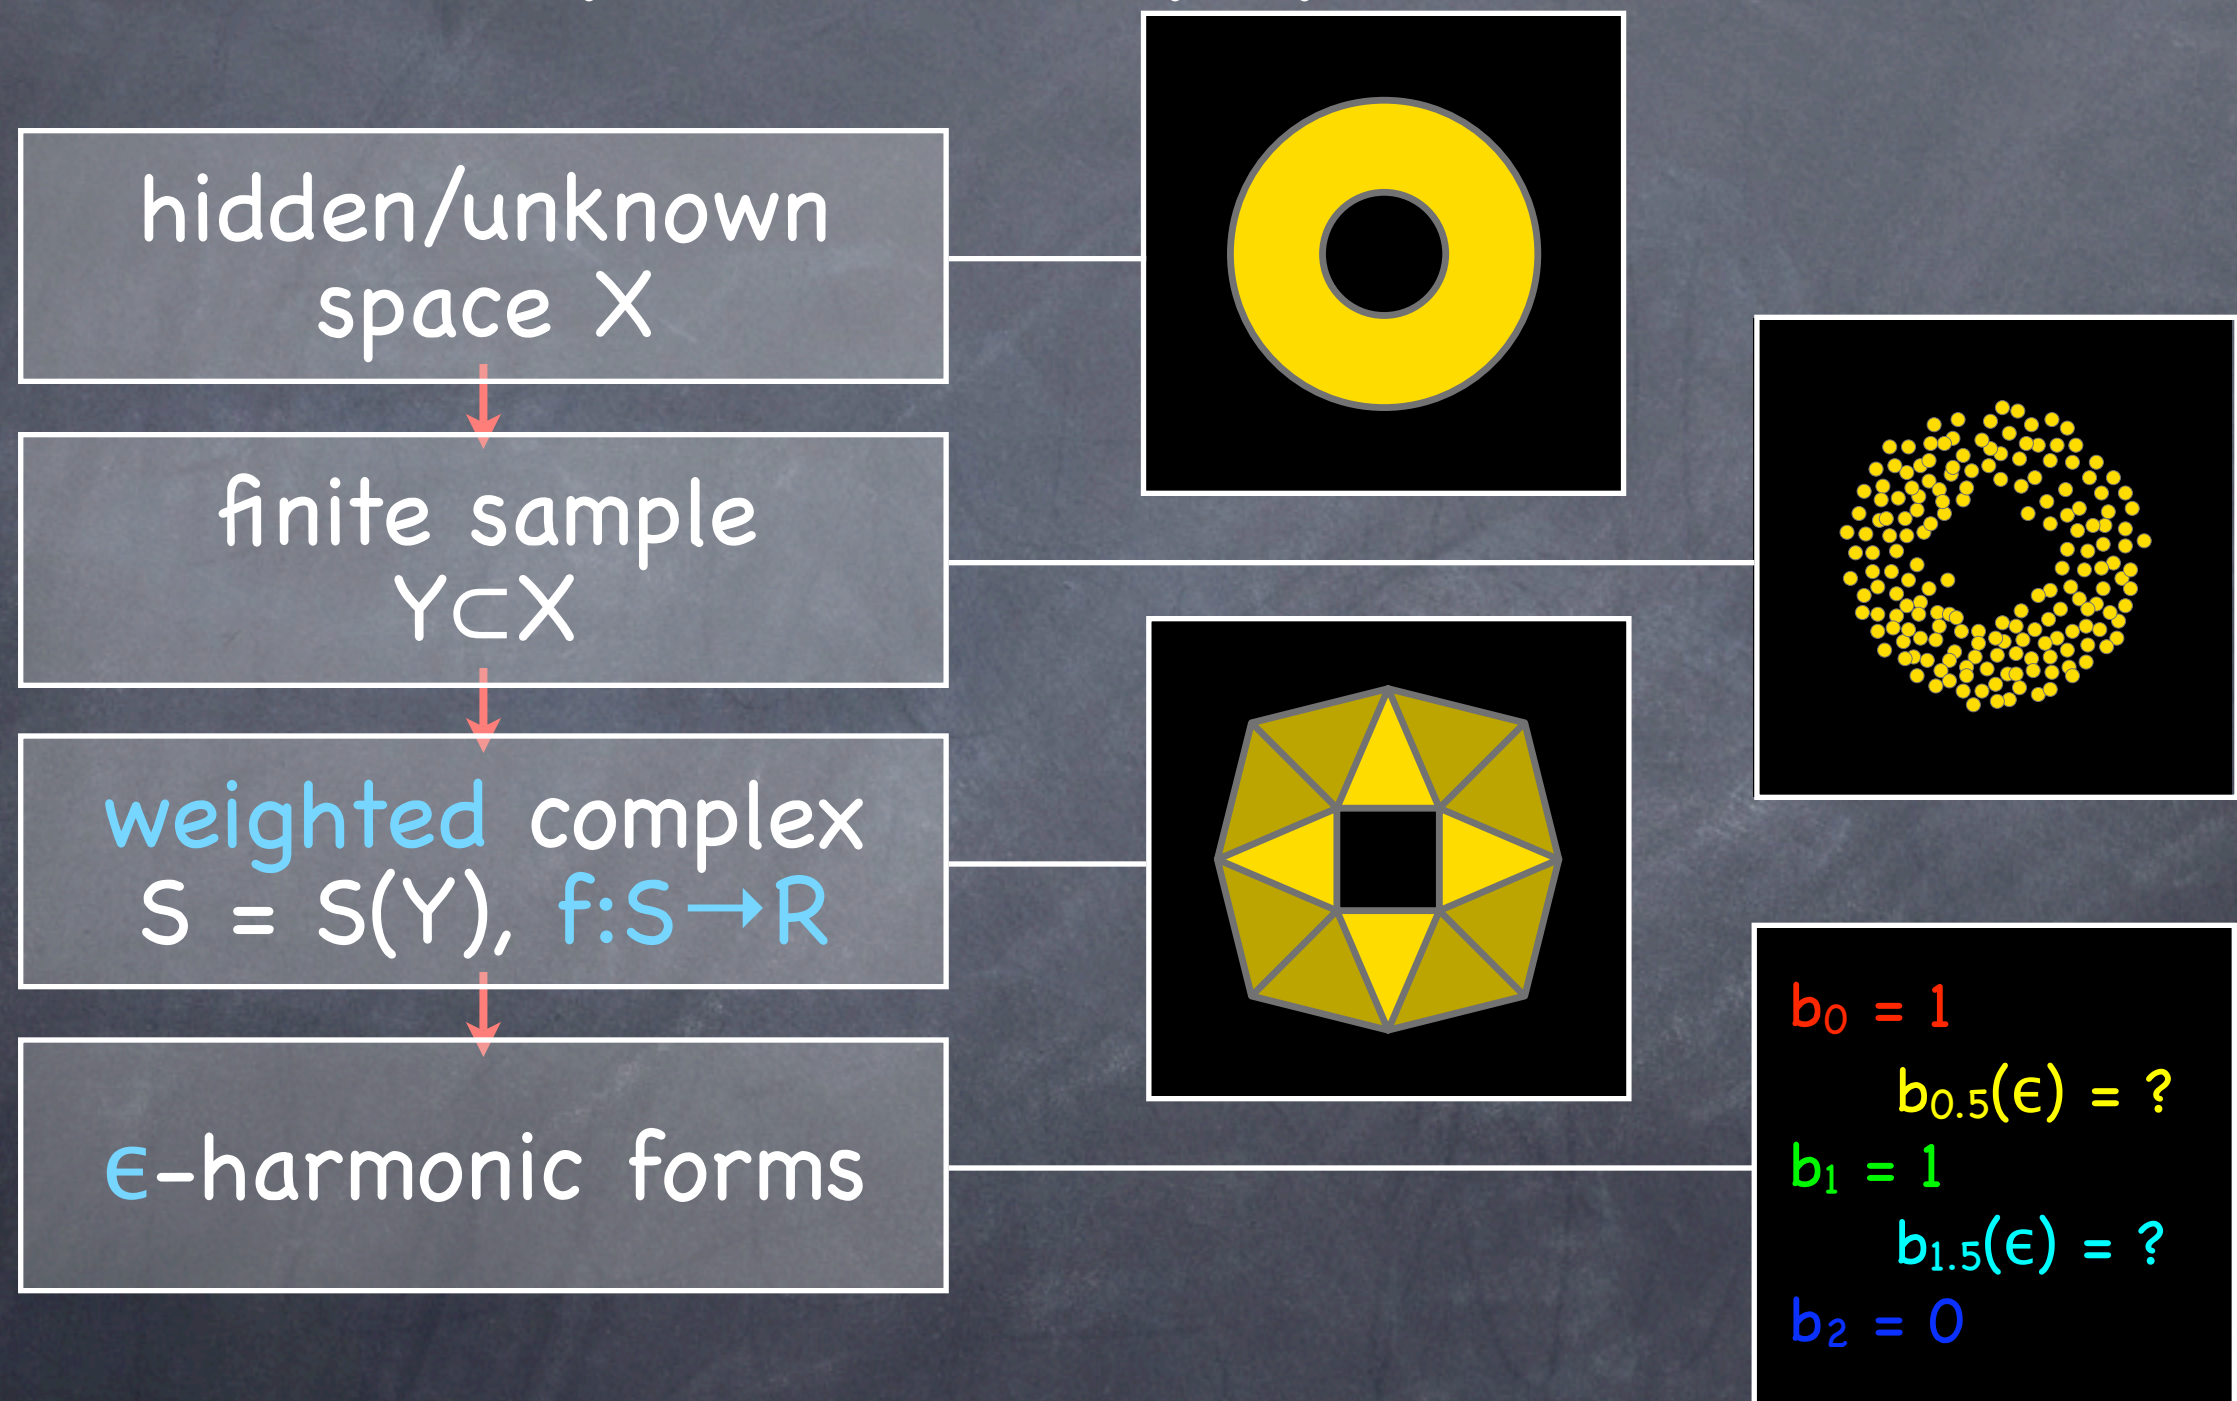 hidden/unknown
space X
finite sample
Y⊂X
weighted complex
S = S(Y), f:S→R
ϵ-harmonic forms
b₀ = 1
b₀.₅(ϵ) = ?
b₁ = 1
b₁.₅(ϵ) = ?
b₂ = 0